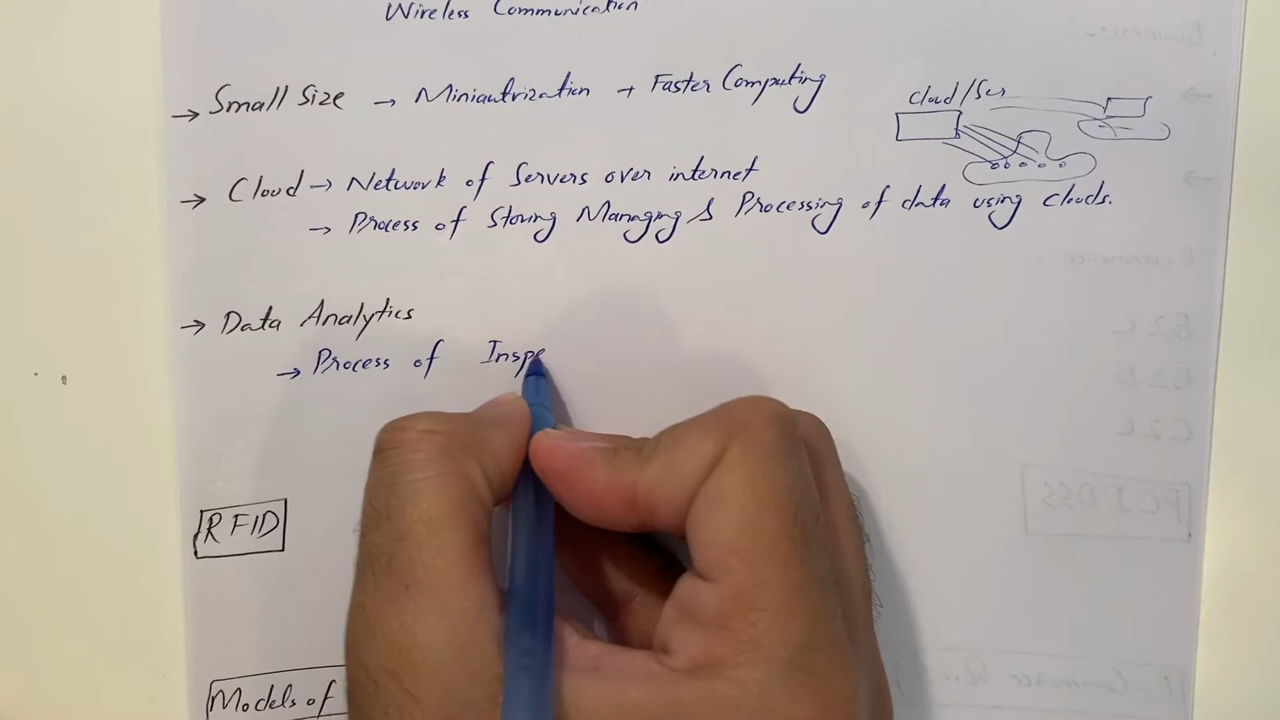 Wireless Communication
→ Small Size → Miniautrization + Faster Computing
Cloud/Ser
→ Cloud → Network of Servers over internet
→ Process of Storing Managing & Processing of data using clouds.
→ Data Analytics
→ Process of Inspe
RFID
Models of